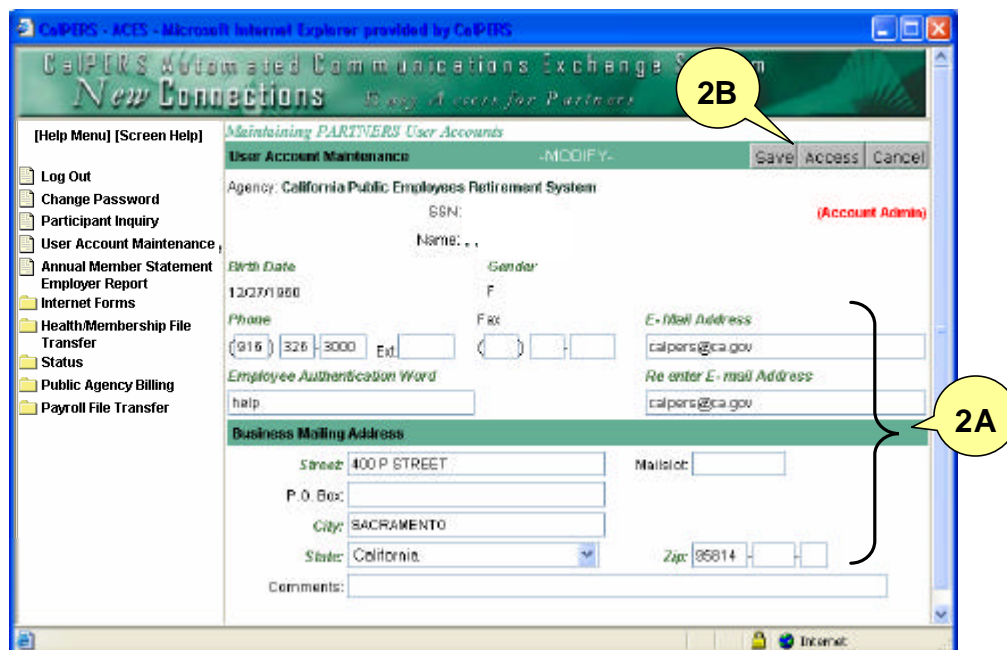 CalPERS - ACES - Microsoft Internet Explorer provided by CalPERS
CalPERS Automated Communications Exchange System
New Connections Easy Access for Partners
2B
[Help Menu] [Screen Help]
Maintaining PARTNERS User Accounts
User Account Maintenance -MODIFY- Save Access Cancel
Log Out
Change Password
Participant Inquiry
User Account Maintenance
Annual Member Statement
Employer Report
Internet Forms
Health/Membership File
Transfer
Status
Public Agency Billing
Payroll File Transfer
Agency: California Public Employees Retirement System
SSN: (Account Admin)
Name: , ,
Birth Date Gender
12/27/1960 F
Phone Fax E-Mail Address
(916) 326-3000 Ext: ( ) - calpers@ca.gov
Employee Authentication Word Re enter E-mail Address
help calpers@ca.gov
2A
Business Mailing Address
Street: 400 P STREET Mailslot:
P.O. Box:
City: SACRAMENTO
State: California Zip: 95814 - -
Comments:
Internet